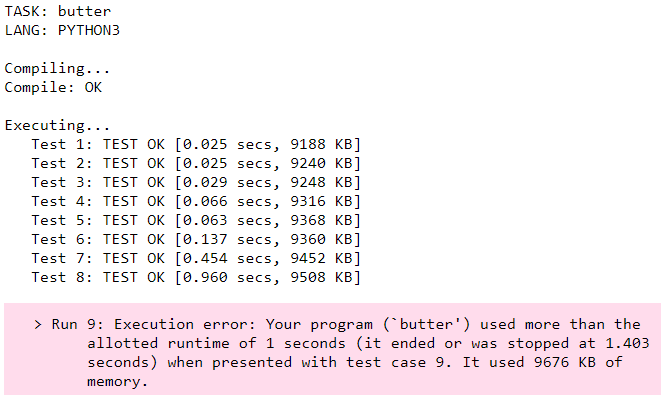 TASK: butter
LANG: PYTHON3
Compiling...
Compile: OK
Executing...
Test 1: TEST OK [0.025 secs, 9188 KB]
Test 2: TEST OK [0.025 secs, 9240 KB]
Test 3: TEST OK [0.029 secs, 9248 KB]
Test 4: TEST OK [0.066 secs, 9316 KB]
Test 5: TEST OK [0.063 secs, 9368 KB]
Test 6: TEST OK [0.137 secs, 9360 KB]
Test 7: TEST OK [0.454 secs, 9452 KB]
Test 8: TEST OK [0.960 secs, 9508 KB]
> Run 9: Execution error: Your program (`butter') used more than the
allotted runtime of 1 seconds (it ended or was stopped at 1.403
seconds) when presented with test case 9. It used 9676 KB of
memory.